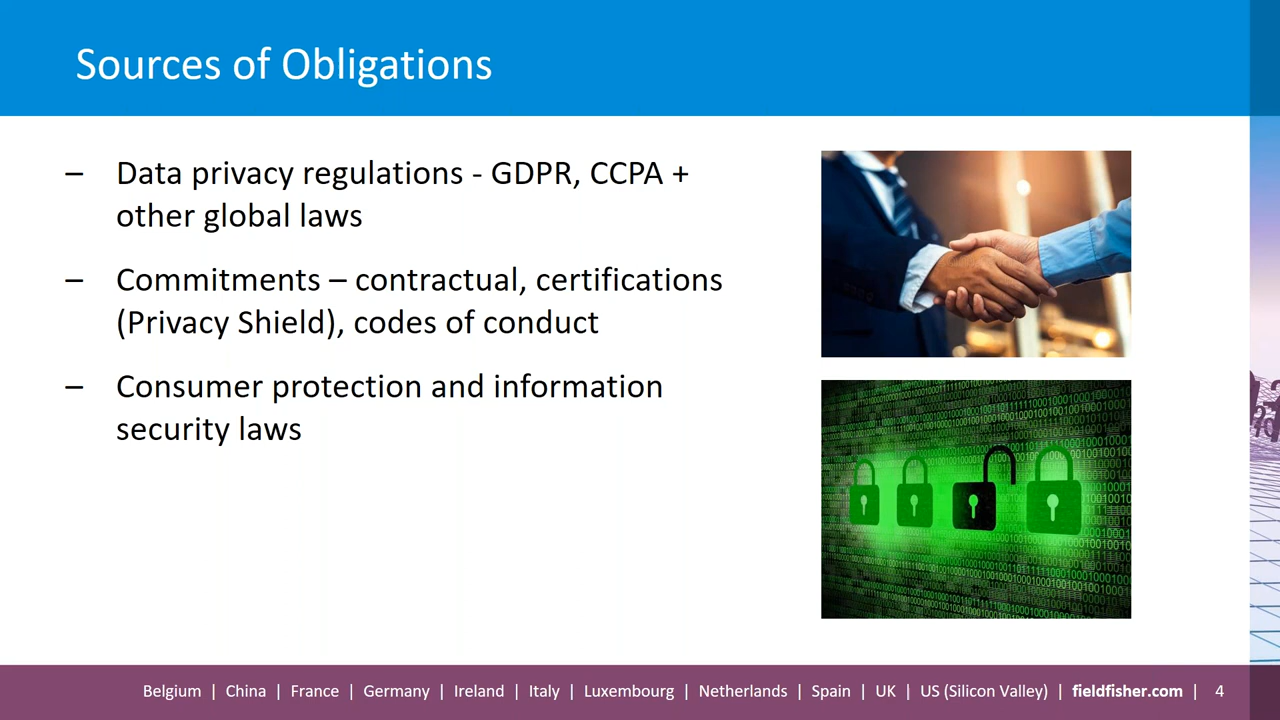 Sources of Obligations
– Data privacy regulations - GDPR, CCPA +
other global laws
– Commitments – contractual, certifications
(Privacy Shield), codes of conduct
– Consumer protection and information
security laws
Belgium | China | France | Germany | Ireland | Italy | Luxembourg | Netherlands | Spain | UK | US (Silicon Valley) | fieldfisher.com | 4